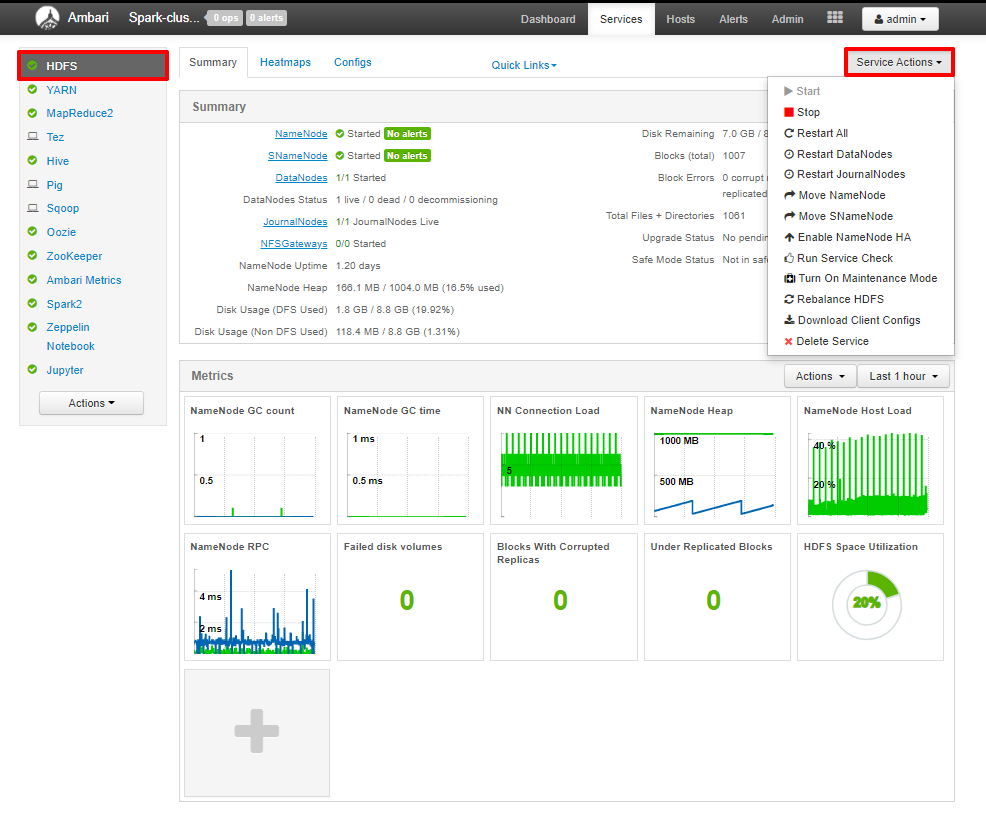 Ambari Spark-clus... 0 ops 0 alerts Dashboard Services Hosts Alerts Admin admin
HDFS
YARN
MapReduce2
Tez
Hive
Pig
Sqoop
Oozie
ZooKeeper
Ambari Metrics
Spark2
Zeppelin
Notebook
Jupyter
Actions
Summary Heatmaps Configs Quick Links Service Actions
Start
Stop
Restart All
Restart DataNodes
Restart JournalNodes
Move NameNode
Move SNameNode
Enable NameNode HA
Run Service Check
Turn On Maintenance Mode
Rebalance HDFS
Download Client Configs
Delete Service
Summary
NameNode Started No alerts
SNameNode Started No alerts
DataNodes 1/1 Started
DataNodes Status 1 live / 0 dead / 0 decommissioning
JournalNodes 1/1 JournalNodes Live
NFSGateways 0/0 Started
NameNode Uptime 1.20 days
NameNode Heap 166.1 MB / 1004.0 MB (16.5% used)
Disk Usage (DFS Used) 1.8 GB / 8.8 GB (19.92%)
Disk Usage (Non DFS Used) 118.4 MB / 8.8 GB (1.31%)
Disk Remaining 7.0 GB / 8
Blocks (total) 1007
Block Errors 0 corrupt
replicated
Total Files + Directories 1061
Upgrade Status No pendin
Safe Mode Status Not in safe
Metrics Actions Last 1 hour
NameNode GC count
1
0.5
NameNode GC time
1 ms
0.5 ms
NN Connection Load
5
NameNode Heap
1000 MB
500 MB
NameNode Host Load
40 %
20 %
NameNode RPC
4 ms
2 ms
Failed disk volumes
0
Blocks With Corrupted
Replicas
0
Under Replicated Blocks
0
HDFS Space Utilization
20%